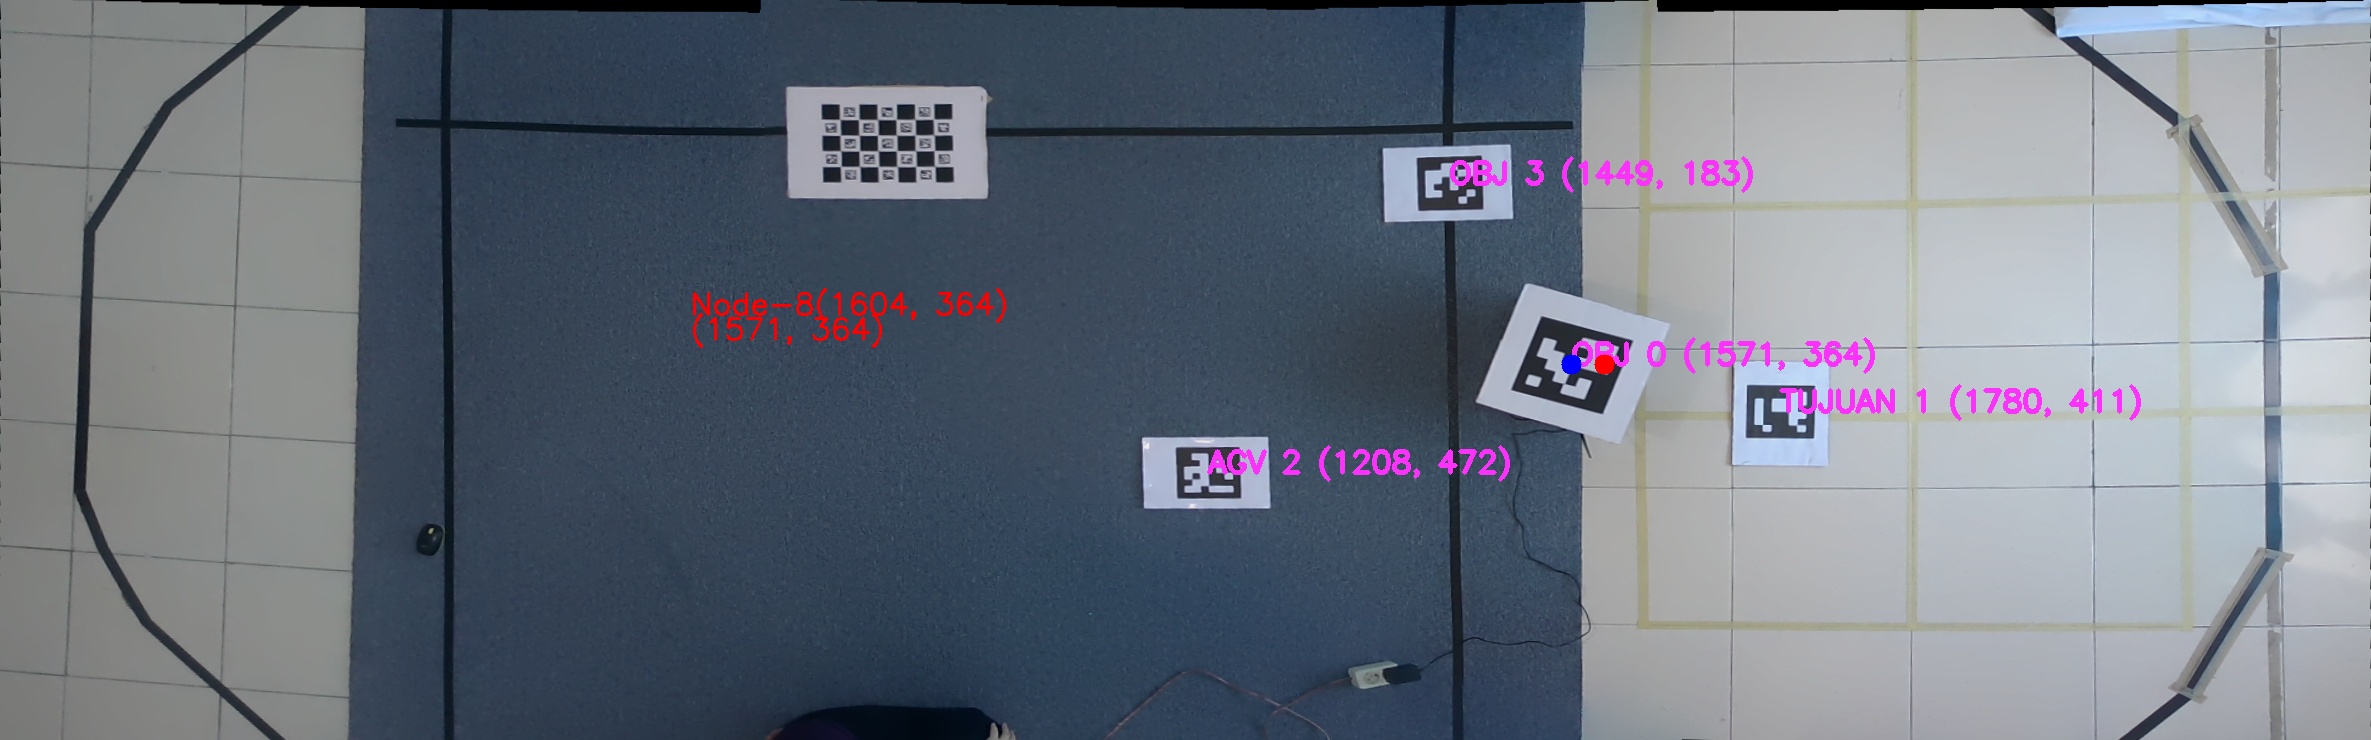 OBJ 3 (1449, 183)
Node-8(1604, 364)
(1571, 364)
OBJ 0 (1571, 364)
TUJUAN 1 (1780, 411)
AGV 2 (1208, 472)